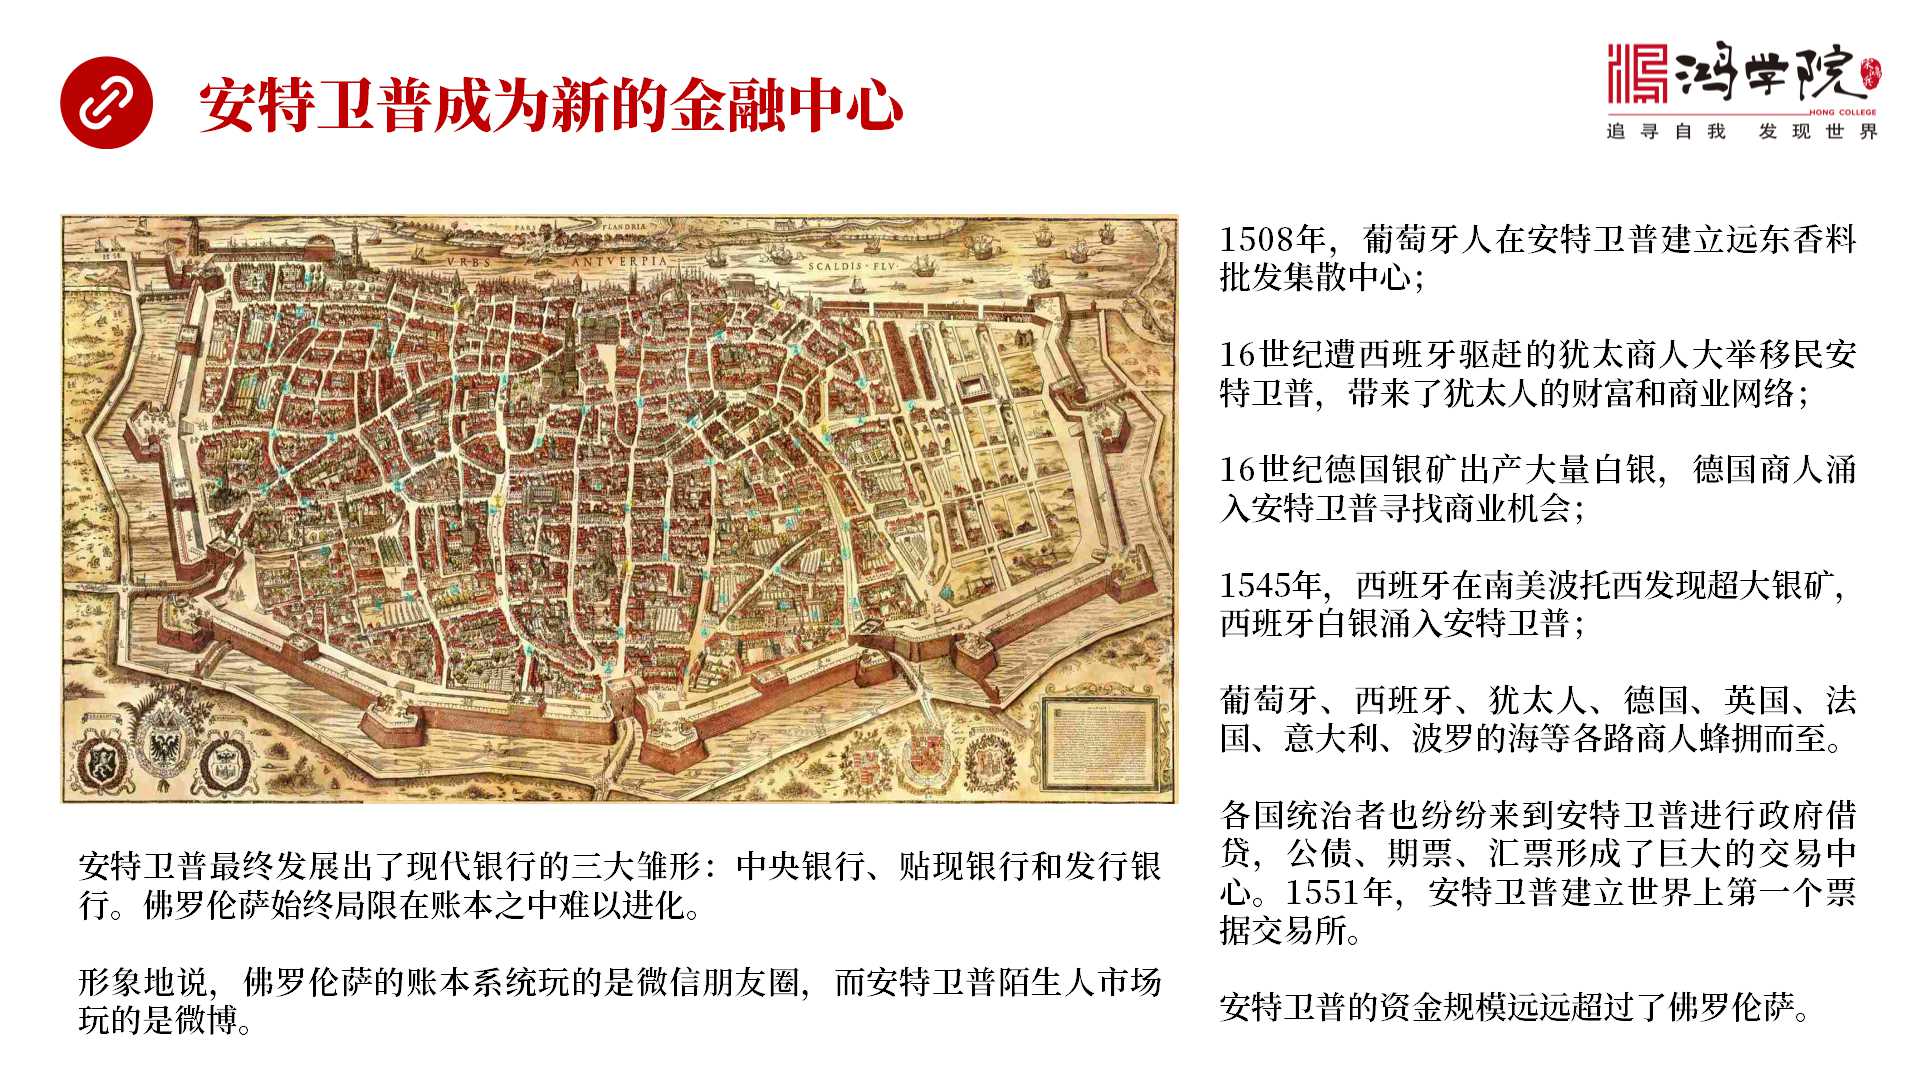 安特卫普成为新的金融中心
鸿学院
HONG COLLEGE
追寻自我 发现世界
PARS FLANDRIÆ
VRBS ANTVERPIA
SCALDIS·FLV·
1508年，葡萄牙人在安特卫普建立远东香料
批发集散中心；
16世纪遭西班牙驱赶的犹太商人大举移民安
特卫普，带来了犹太人的财富和商业网络；
16世纪德国银矿出产大量白银，德国商人涌
入安特卫普寻找商业机会；
1545年，西班牙在南美波托西发现超大银矿，
西班牙白银涌入安特卫普；
葡萄牙、西班牙、犹太人、德国、英国、法
国、意大利、波罗的海等各路商人蜂拥而至。
各国统治者也纷纷来到安特卫普进行政府借
贷，公债、期票、汇票形成了巨大的交易中
心。1551年，安特卫普建立世界上第一个票
据交易所。
安特卫普的资金规模远远超过了佛罗伦萨。
安特卫普最终发展出了现代银行的三大雏形：中央银行、贴现银行和发行银
行。佛罗伦萨始终局限在账本之中难以进化。
形象地说，佛罗伦萨的账本系统玩的是微信朋友圈，而安特卫普陌生人市场
玩的是微博。